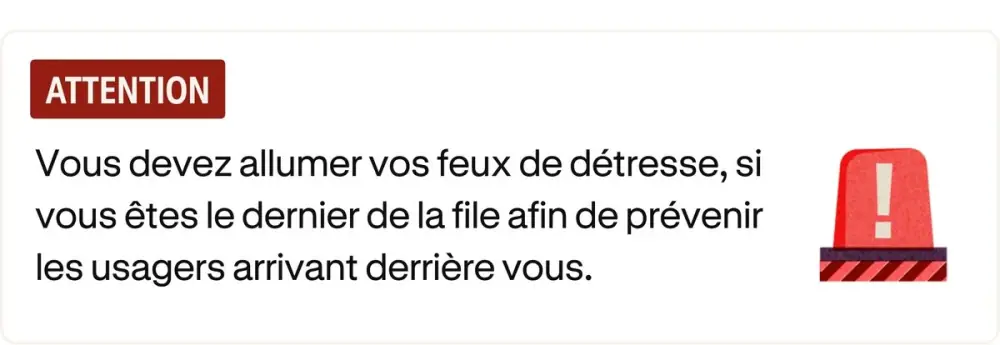 ATTENTION
Vous devez allumer vos feux de détresse, si
vous êtes le dernier de la file afin de prévenir
les usagers arrivant derrière vous.
!